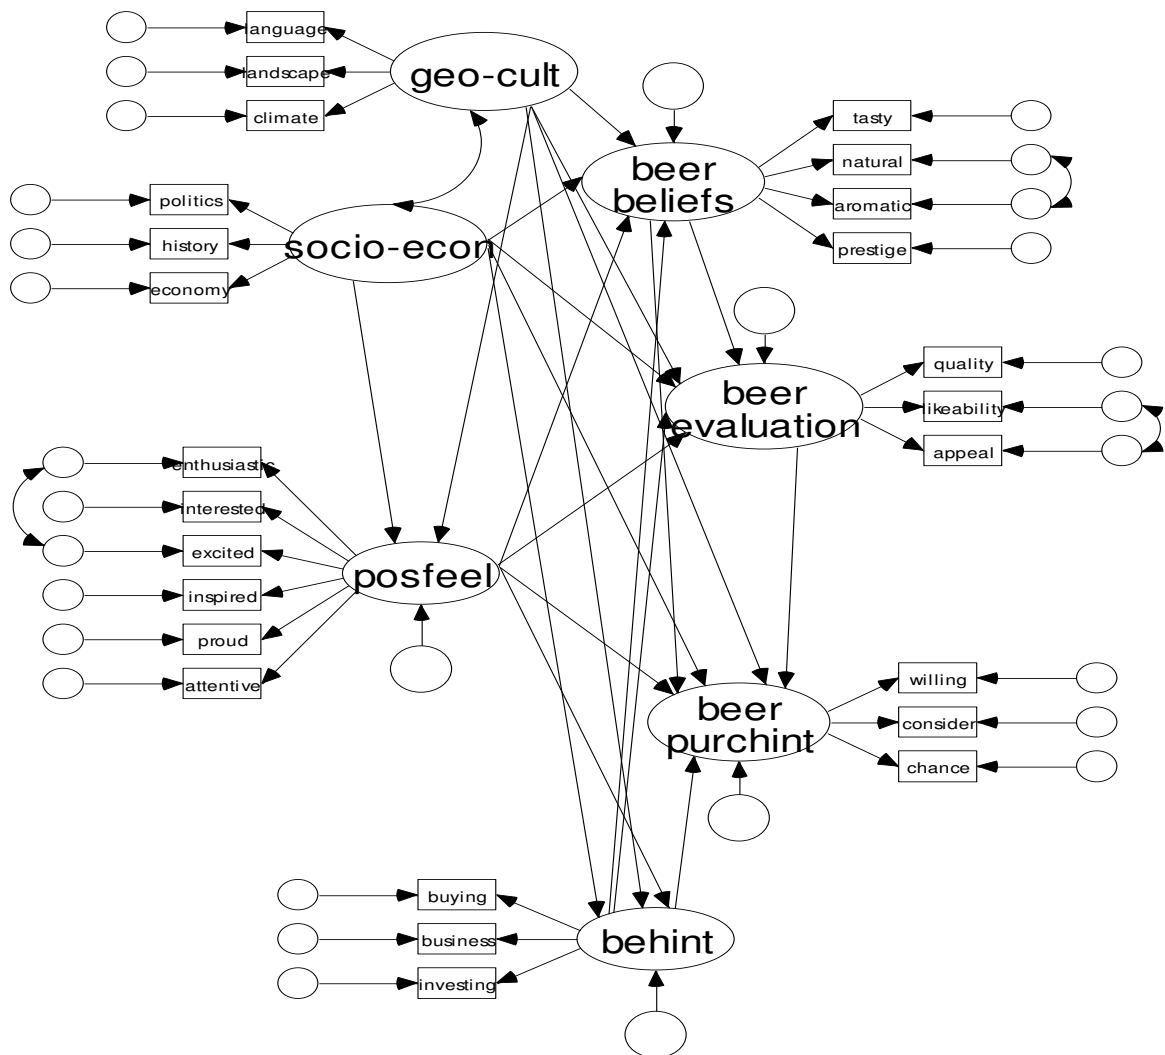 language
landscape
climate
geo-cult
tasty
natural
aromatic
prestige
beer
beliefs
politics
history
economy
socio-econ
quality
likeability
appeal
beer
evaluation
enthusiastic
interested
excited
inspired
proud
attentive
posfeel
willing
consider
chance
beer
purchint
buying
business
investing
behint